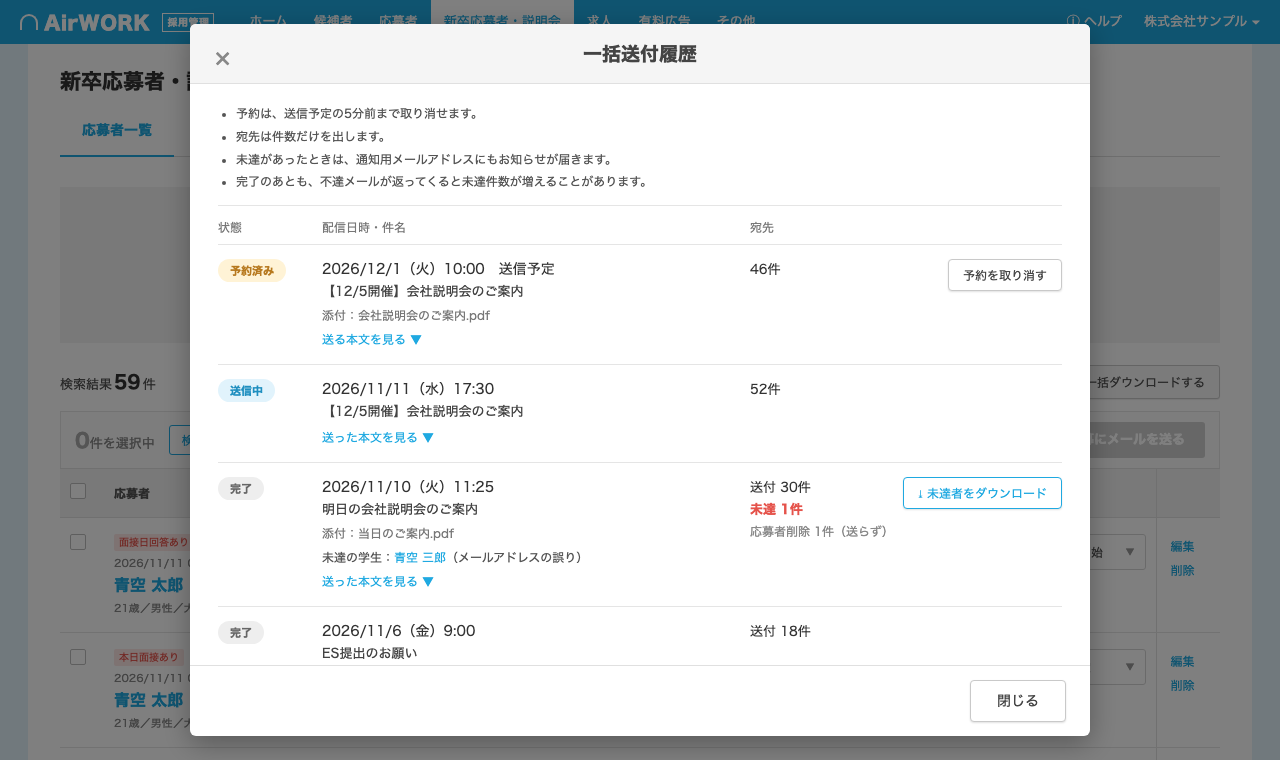 AirWORK 採用管理
ホーム 候補者 応募者 新卒応募者・説明会 求人 有料広告 その他
ヘルプ 株式会社サンプル
新卒応募者・
応募者一覧
検索結果59件
一括ダウンロードする
0件を選択中
にメールを送る
応募者
面接日回答あり
2026/11/11
青空 太郎
21歳／男性／
編集
削除
本日面接あり
2026/11/11
青空 太郎
21歳／男性／
編集
削除
×
一括送付履歴
• 予約は、送信予定の5分前まで取り消せます。
• 宛先は件数だけを出します。
• 未達があったときは、通知用メールアドレスにもお知らせが届きます。
• 完了のあとも、不達メールが返ってくると未達件数が増えることがあります。
状態 配信日時・件名 宛先
予約済み 2026/12/1（火）10:00　送信予定 46件 予約を取り消す
【12/5開催】会社説明会のご案内
添付：会社説明会のご案内.pdf
送る本文を見る ▼
送信中 2026/11/11（水）17:30 52件
【12/5開催】会社説明会のご案内
送った本文を見る ▼
完了 2026/11/10（火）11:25 送付 30件 ↓ 未達者をダウンロード
明日の会社説明会のご案内 未達 1件
添付：当日のご案内.pdf 応募者削除 1件（送らず）
未達の学生：青空 三郎（メールアドレスの誤り）
送った本文を見る ▼
完了 2026/11/6（金）9:00 送付 18件
ES提出のお願い
閉じる